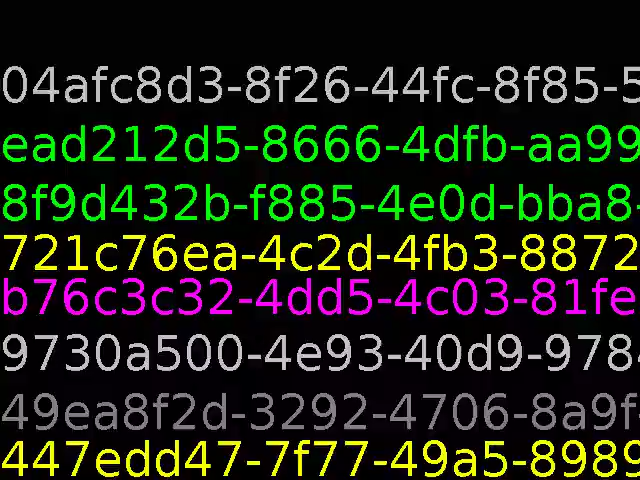 04afc8d3-8f26-44fc-8f85-5
ead212d5-8666-4dfb-aa99
8f9d432b-f885-4e0d-bba8-
721c76ea-4c2d-4fb3-8872
b76c3c32-4dd5-4c03-81fe
9730a500-4e93-40d9-978
49ea8f2d-3292-4706-8a9f-
447edd47-7f77-49a5-8989